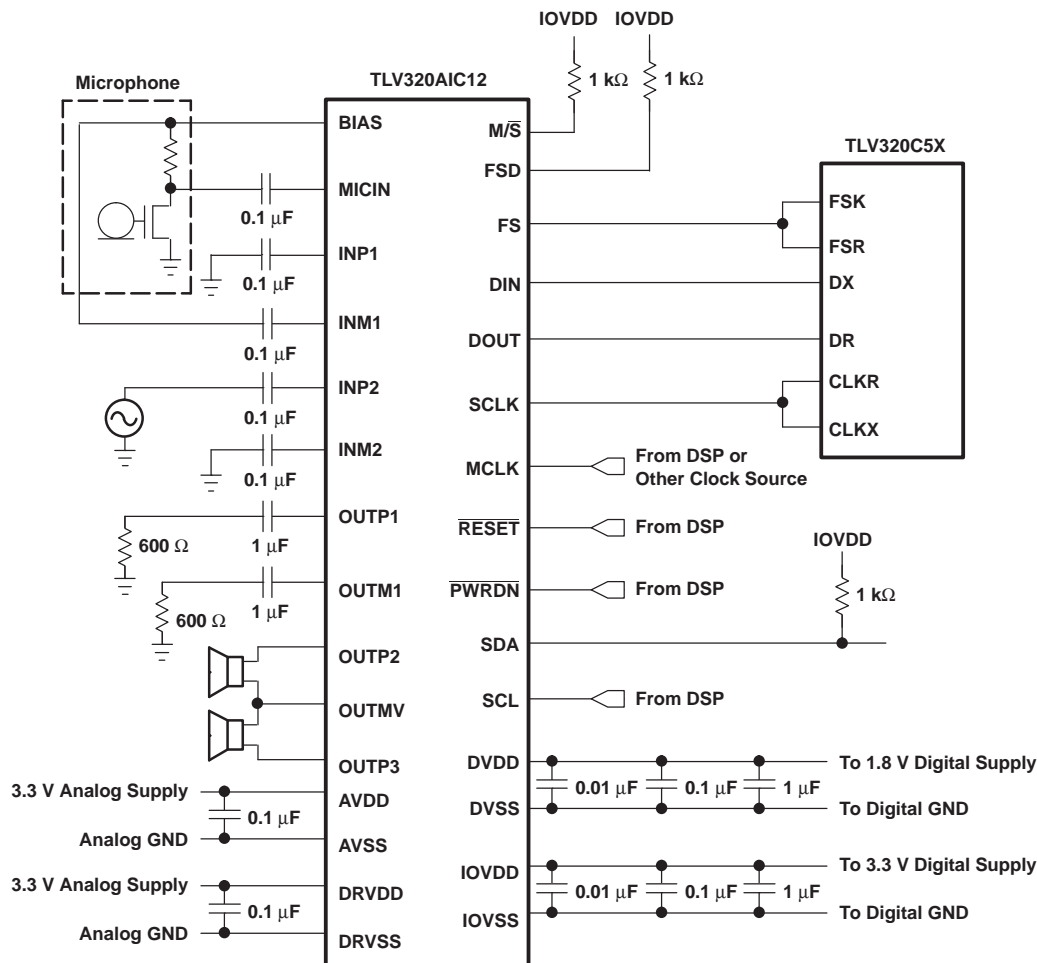 IOVDD IOVDD
TLV320AIC12
1 kΩ 1 kΩ
Microphone
TLV320C5X
BIAS
M/S̅
FSD
MICIN
0.1 μF
FS
FSK
FSR
INP1
0.1 μF
DIN
DX
INM1
0.1 μF
DOUT
DR
INP2
0.1 μF
SCLK
CLKR
CLKX
INM2
0.1 μF
MCLK
From DSP or
Other Clock Source
OUTP1
1 μF
600 Ω
RESET
From DSP
IOVDD
OUTM1
1 μF
600 Ω
PWRDN
From DSP
1 kΩ
SDA
OUTP2
OUTMV
SCL
From DSP
OUTP3
DVDD
To 1.8 V Digital Supply
0.01 μF 0.1 μF 1 μF
DVSS
To Digital GND
3.3 V Analog Supply
AVDD
0.1 μF
Analog GND
AVSS
IOVDD
To 3.3 V Digital Supply
0.01 μF 0.1 μF 1 μF
IOVSS
To Digital GND
3.3 V Analog Supply
DRVDD
0.1 μF
Analog GND
DRVSS